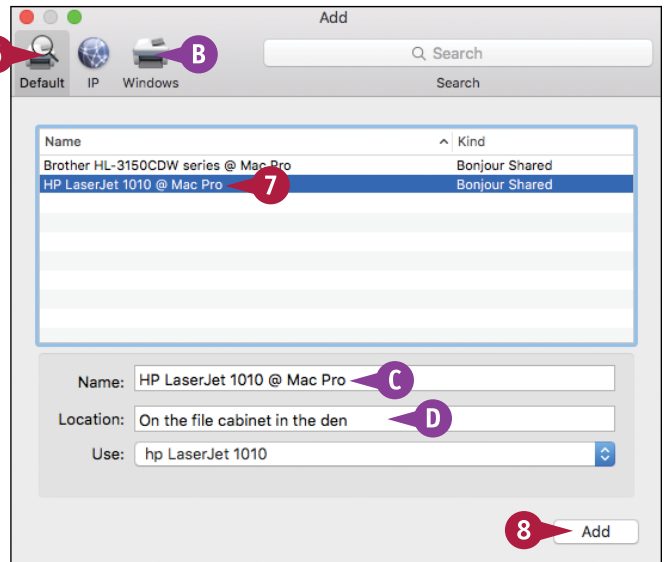 Add
B
Search
Default IP Windows
Search
Name Kind
Brother HL-3150CDW series @ Mac Pro Bonjour Shared
HP LaserJet 1010 @ Mac Pro Bonjour Shared
7
Name: HP LaserJet 1010 @ Mac Pro
C
Location: On the file cabinet in the den
D
Use: hp LaserJet 1010
8
Add